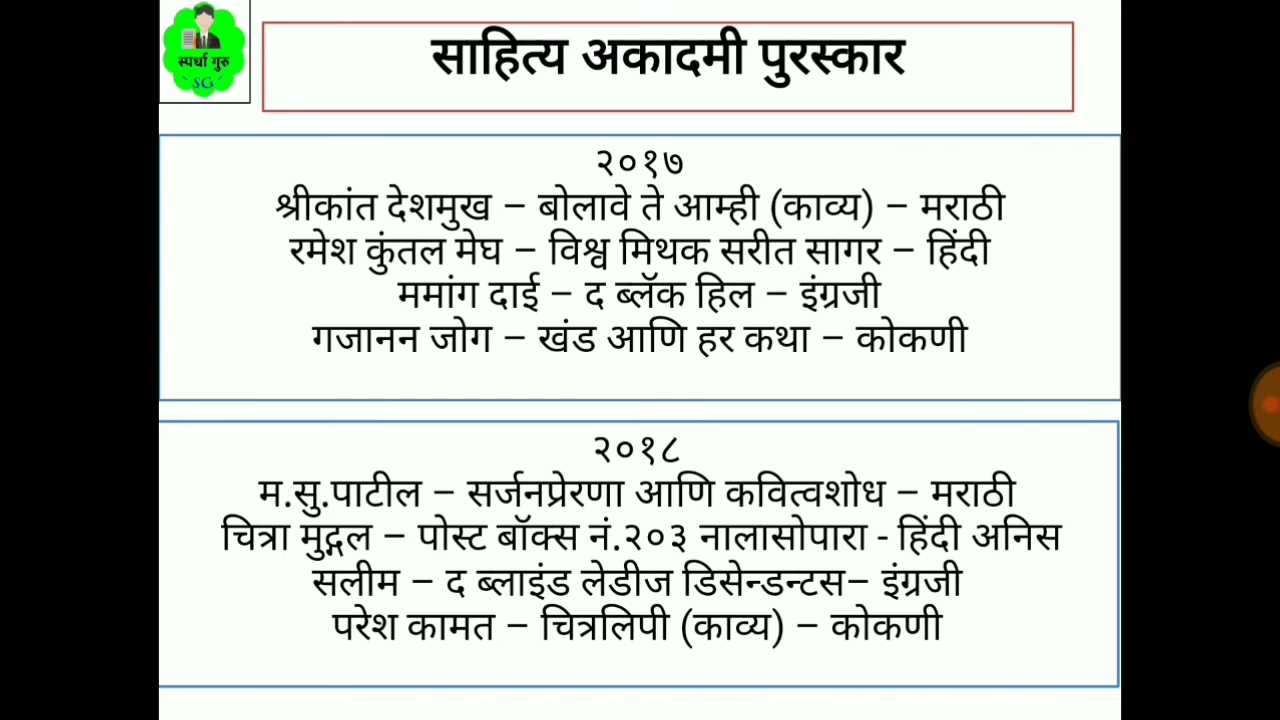 स्पर्धा गुरु
SG
साहित्य अकादमी पुरस्कार
२०१७
श्रीकांत देशमुख – बोलावे ते आम्ही (काव्य) – मराठी
रमेश कुंतल मेघ – विश्व मिथक सरीत सागर – हिंदी
ममांग दाई – द ब्लॅक हिल – इंग्रजी
गजानन जोग – खंड आणि हर कथा – कोकणी
२०१८
म.सु.पाटील – सर्जनप्रेरणा आणि कवित्वशोध – मराठी
चित्रा मुद्गल – पोस्ट बॉक्स नं.२०३ नालासोपारा - हिंदी अनिस
सलीम – द ब्लाइंड लेडीज डिसेन्डन्टस– इंग्रजी
परेश कामत – चित्रलिपी (काव्य) – कोकणी